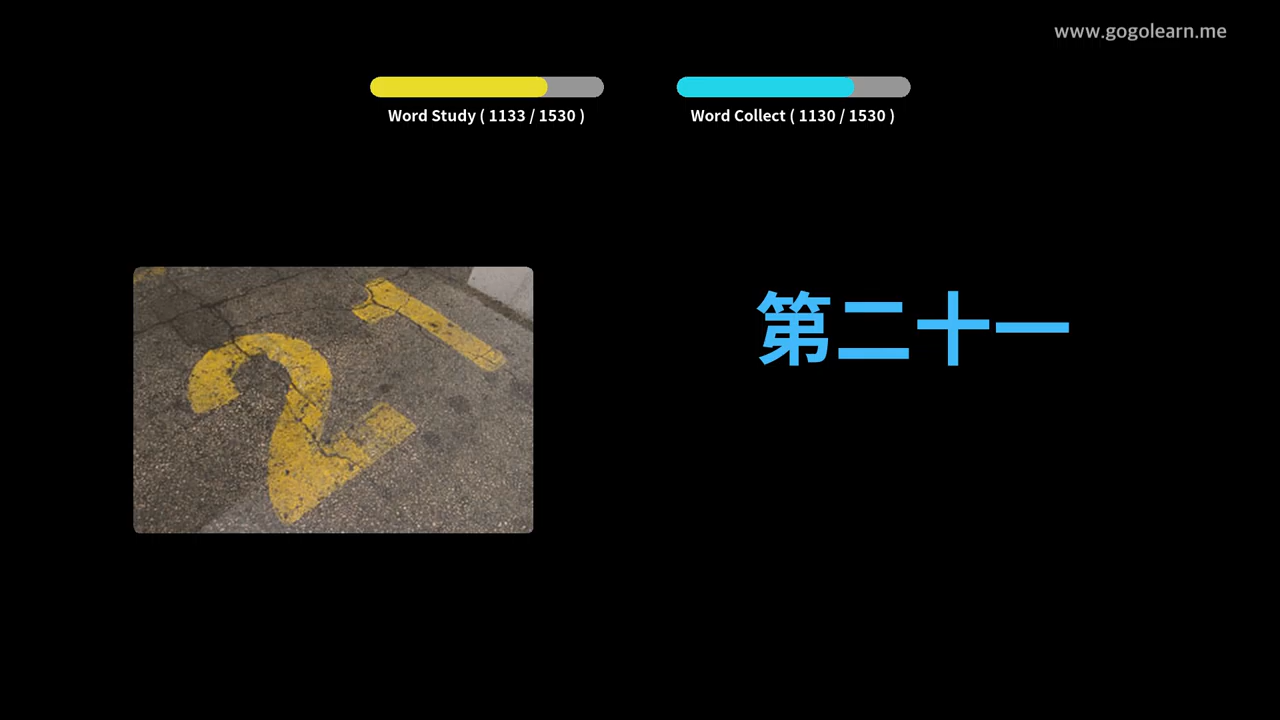 www.gogolearn.me
Word Study ( 1133 / 1530 )
Word Collect ( 1130 / 1530 )
21
第二十一